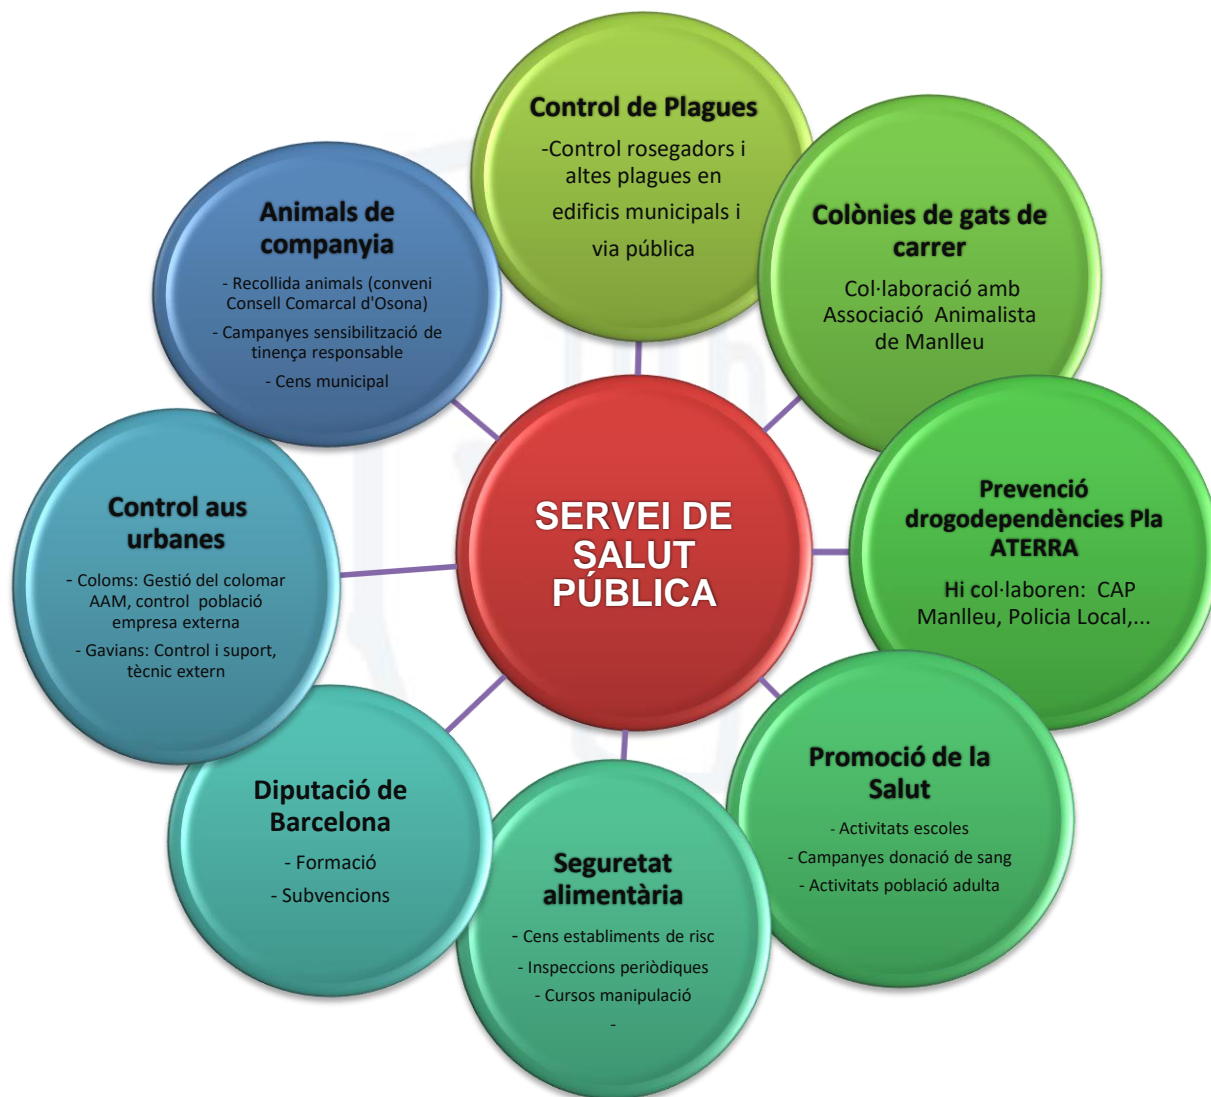 Control de Plagues
-Control rosegadors i
altes plagues en
edificis municipals i
via pública
Colònies de gats de
carrer
Col·laboració amb
Associació Animalista
de Manlleu
Prevenció
drogodependències Pla
ATERRA
Hi col·laboren: CAP
Manlleu, Policia Local,...
Promoció de la
Salut
- Activitats escoles
- Campanyes donació de sang
- Activitats població adulta
Seguretat
alimentària
- Cens establiments de risc
- Inspeccions periòdiques
- Cursos manipulació
-
Diputació de
Barcelona
- Formació
- Subvencions
Control aus
urbanes
- Coloms: Gestió del colomar
AAM, control població
empresa externa
- Gavians: Control i suport,
tècnic extern
Animals de
companyia
- Recollida animals (conveni
Consell Comarcal d'Osona)
- Campanyes sensibilització de
tinença responsable
- Cens municipal
SERVEI DE
SALUT
PÚBLICA